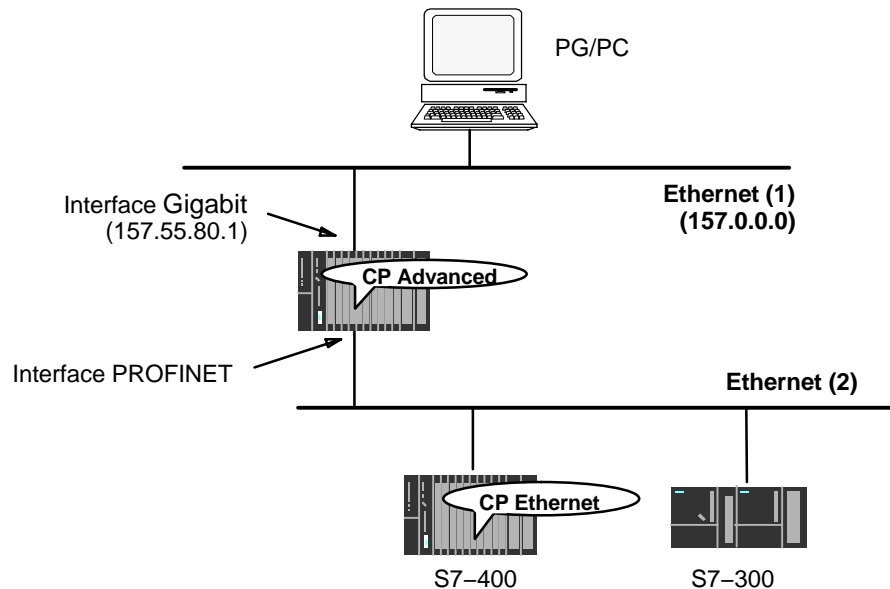 PG/PC
Ethernet (1)
(157.0.0.0)
Interface Gigabit
(157.55.80.1)
CP Advanced
Interface PROFINET
Ethernet (2)
CP Ethernet
S7−400
S7−300